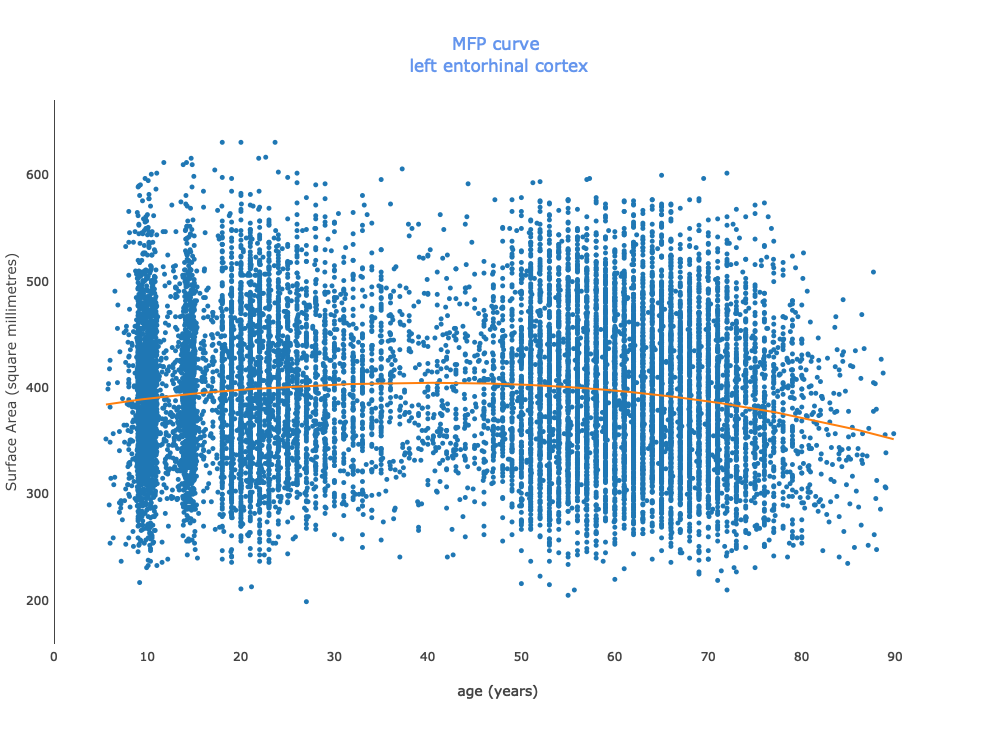 MFP curve
left entorhinal cortex
Surface Area (square millimetres)
600
500
400
300
200
0 10 20 30 40 50 60 70 80 90
age (years)